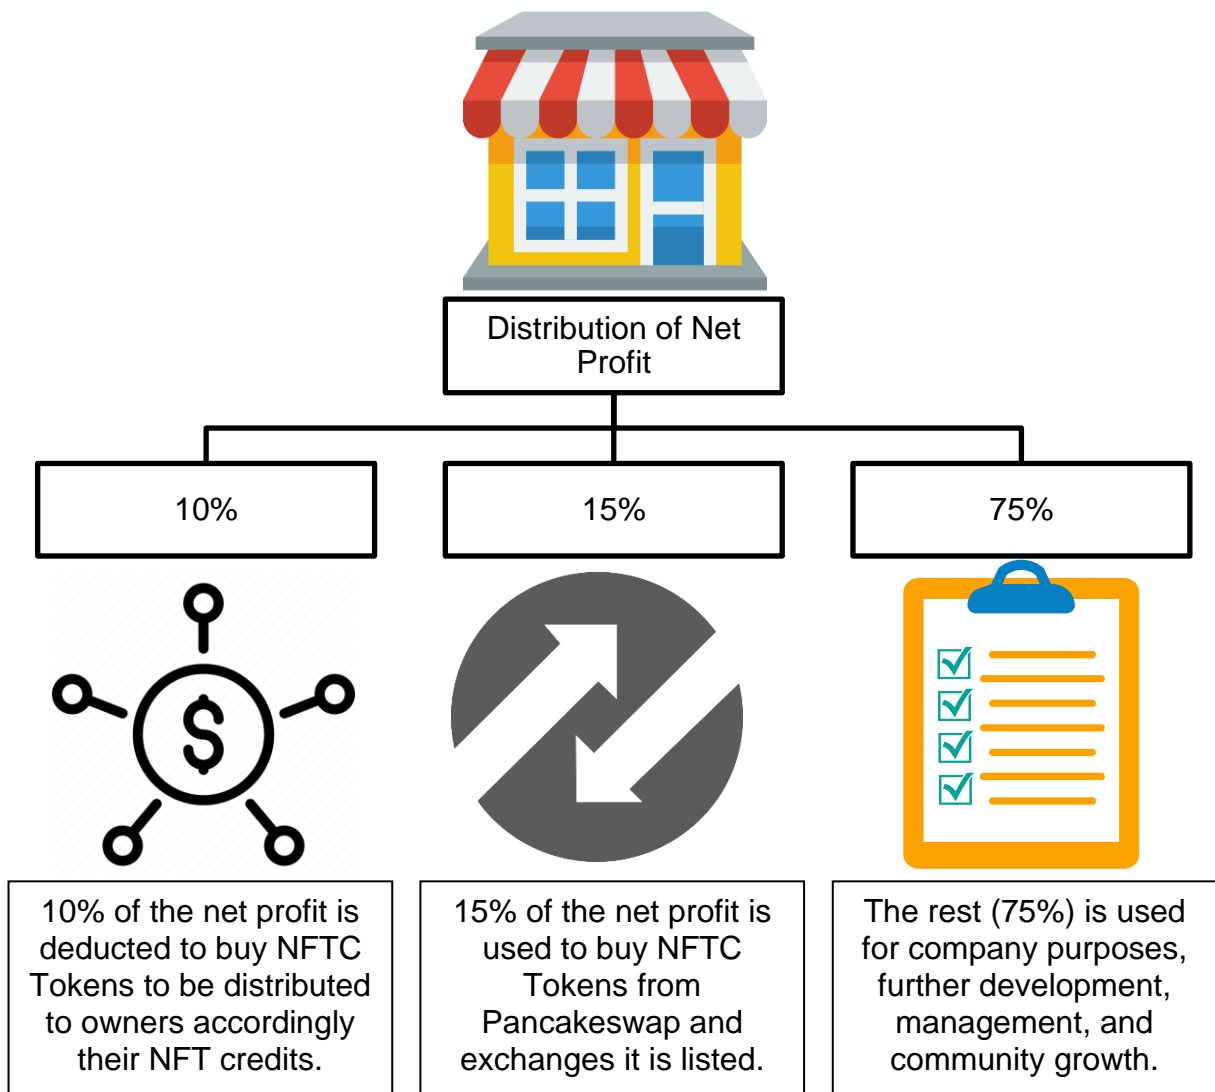 Distribution of Net
Profit
10%
15%
75%
10% of the net profit is
deducted to buy NFTC
Tokens to be distributed
to owners accordingly
their NFT credits.
15% of the net profit is
used to buy NFTC
Tokens from
Pancakeswap and
exchanges it is listed.
The rest (75%) is used
for company purposes,
further development,
management, and
community growth.